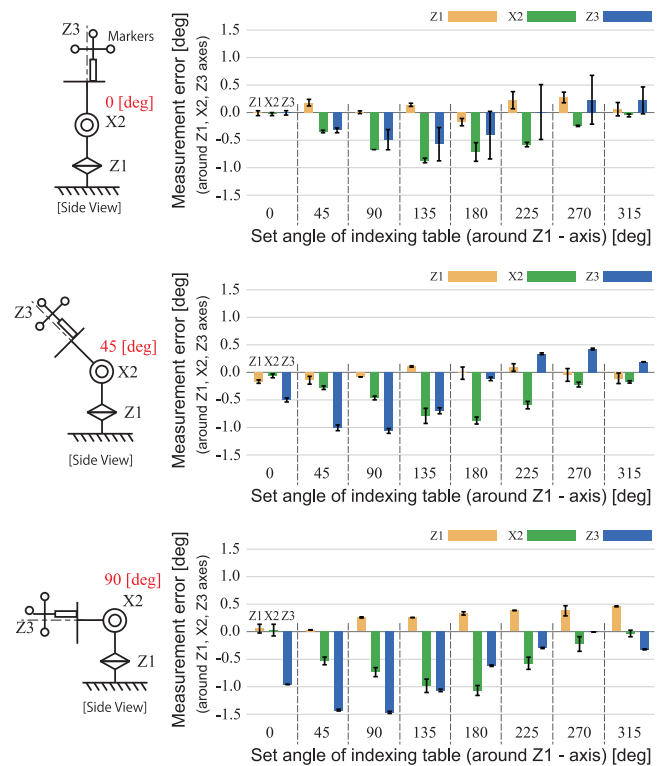 Z3
Markers
0 [deg]
X2
Z1
[Side View]
Measurement error [deg]
(around Z1, X2, Z3 axes)
Z1 X2 Z3
1.5
1.0
0.5
0.0
-0.5
-1.0
-1.5
Z1 X2 Z3
0 45 90 135 180 225 270 315
Set angle of indexing table (around Z1 - axis) [deg]
Z3
45 [deg]
X2
Z1
[Side View]
Measurement error [deg]
(around Z1, X2, Z3 axes)
Z1 X2 Z3
1.5
1.0
0.5
0.0
-0.5
-1.0
-1.5
Z1 X2 Z3
0 45 90 135 180 225 270 315
Set angle of indexing table (around Z1 - axis) [deg]
90 [deg]
X2
Z3
Z1
[Side View]
Measurement error [deg]
(around Z1, X2, Z3 axes)
Z1 X2 Z3
1.5
1.0
0.5
0.0
-0.5
-1.0
-1.5
Z1 X2 Z3
0 45 90 135 180 225 270 315
Set angle of indexing table (around Z1 - axis) [deg]